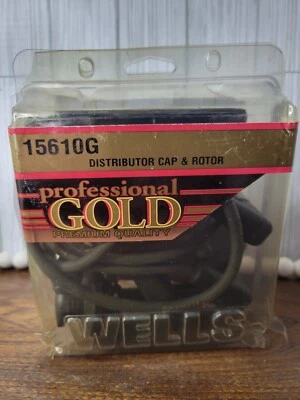 15610G
DISTRIBUTOR CAP & ROTOR
professional
GOLD
PREMIUM QUALITY
WELLS